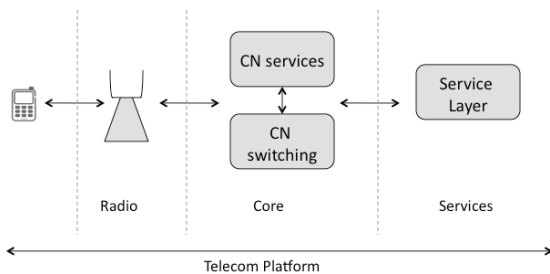 CN services
CN
switching
Service
Layer
Radio
Core
Services
Telecom Platform